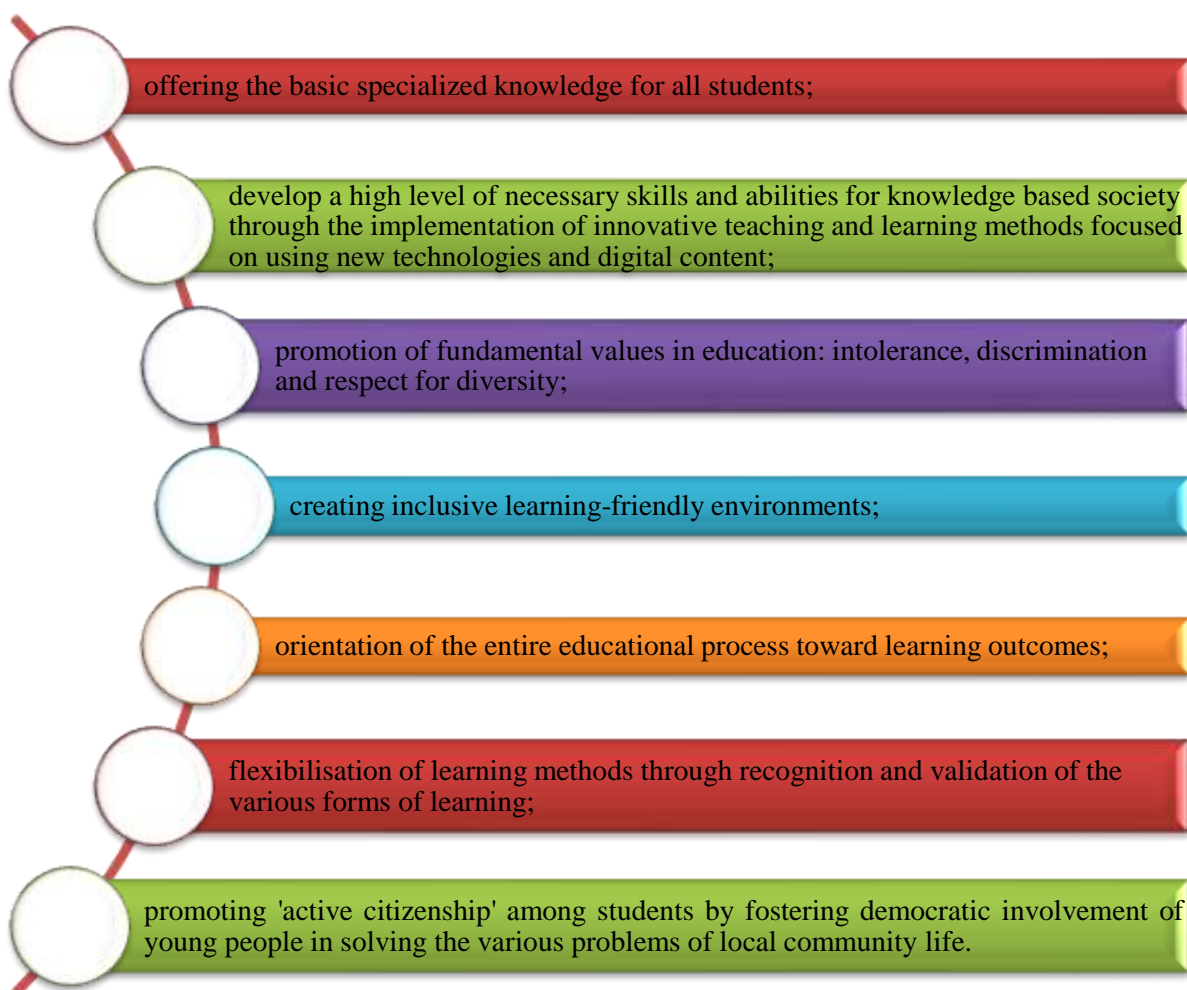 offering the basic specialized knowledge for all students;
develop a high level of necessary skills and abilities for knowledge based society
through the implementation of innovative teaching and learning methods focused
on using new technologies and digital content;
promotion of fundamental values in education: intolerance, discrimination
and respect for diversity;
creating inclusive learning-friendly environments;
orientation of the entire educational process toward learning outcomes;
flexibilisation of learning methods through recognition and validation of the
various forms of learning;
promoting 'active citizenship' among students by fostering democratic involvement of
young people in solving the various problems of local community life.